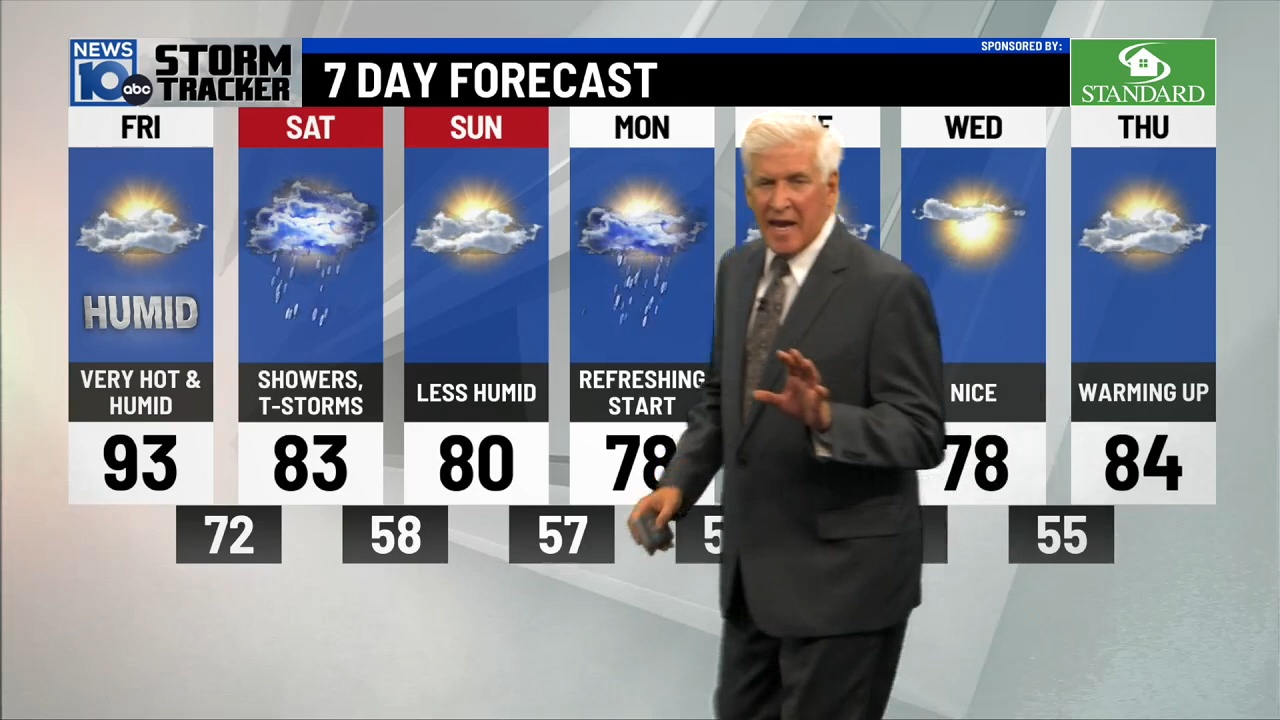 NEWS
10
abc
STORM
TRACKER
7 DAY FORECAST
SPONSORED BY:
STANDARD
FRI
SAT
SUN
MON
WED
THU
HUMID
VERY HOT &
HUMID
SHOWERS,
T-STORMS
LESS HUMID
REFRESHING
START
NICE
WARMING UP
93
83
80
78
78
84
72
58
57
55